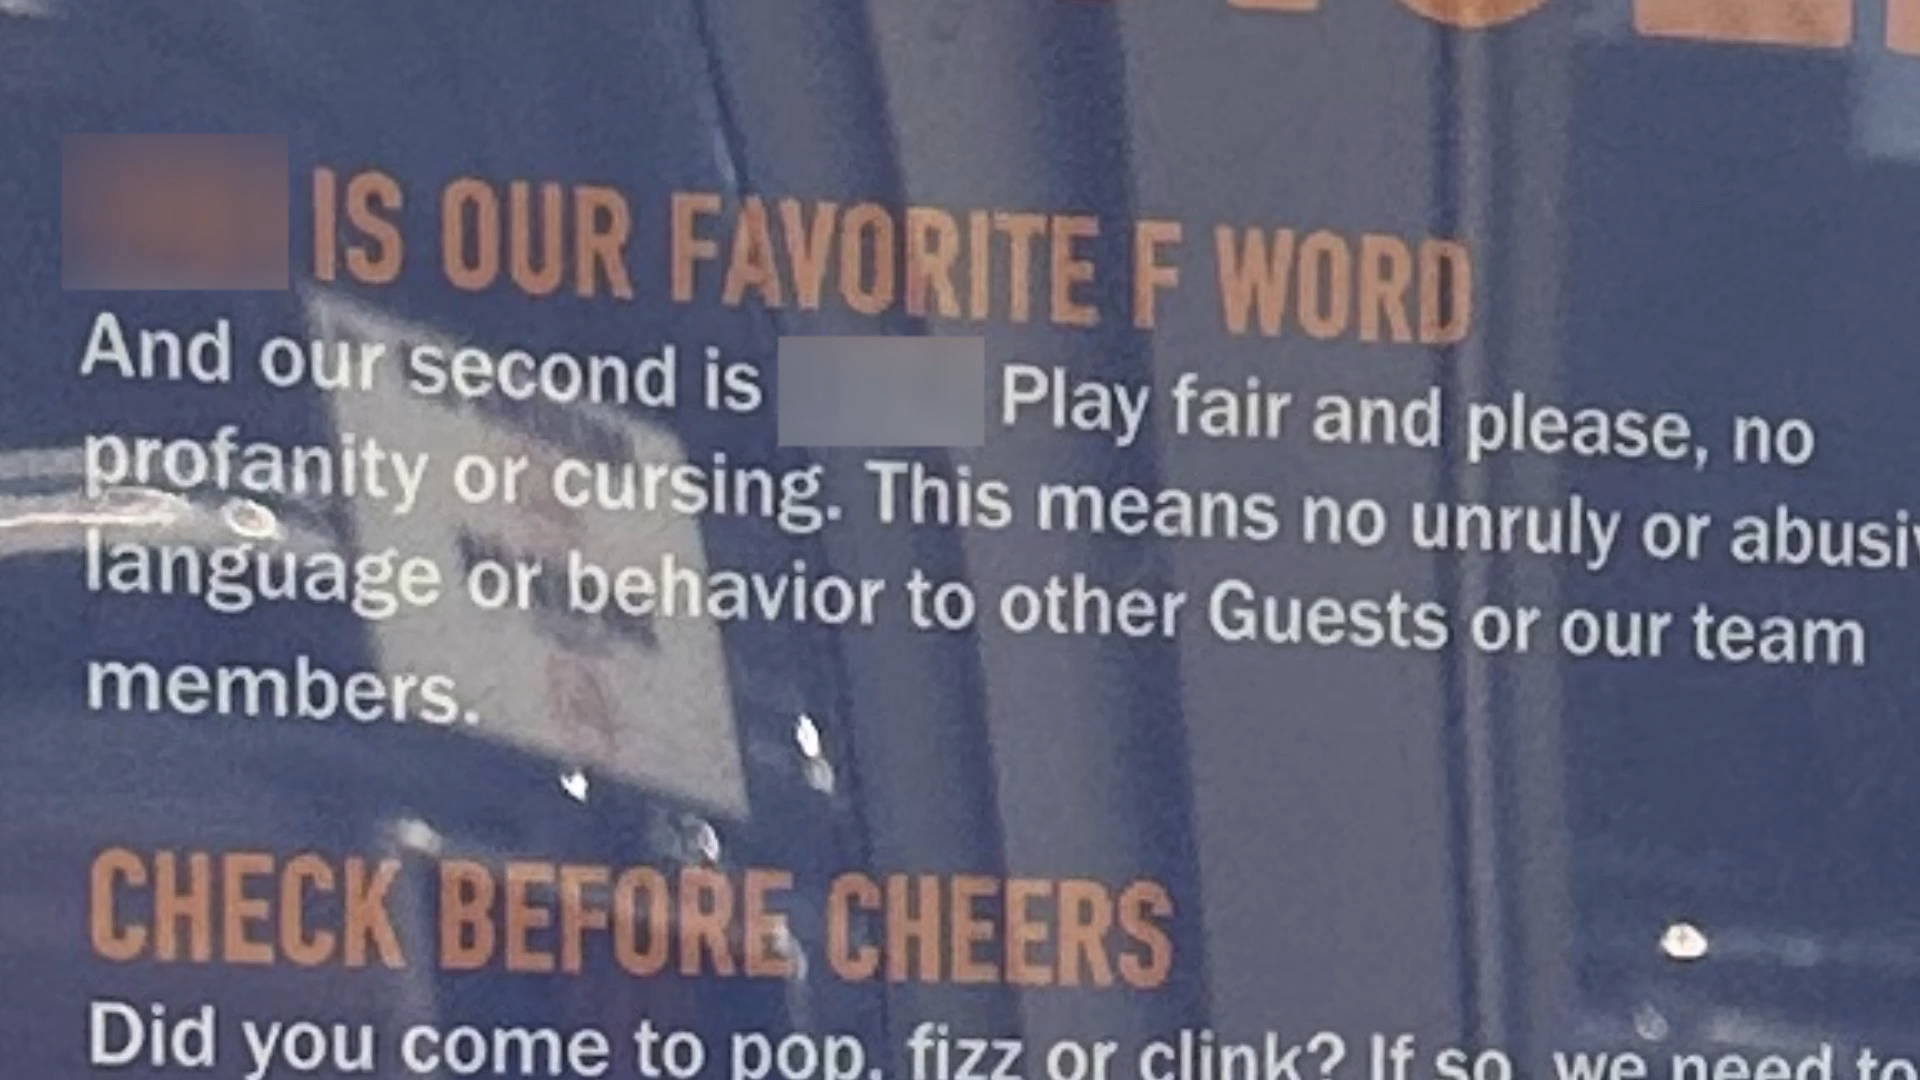 IS OUR FAVORITE F WORD
And our second is Play fair and please, no
profanity or cursing. This means no unruly or abusiv
language or behavior to other Guests or our team
members.
CHECK BEFORE CHEERS
Did you come to pop, fizz or clink? If so, we need to